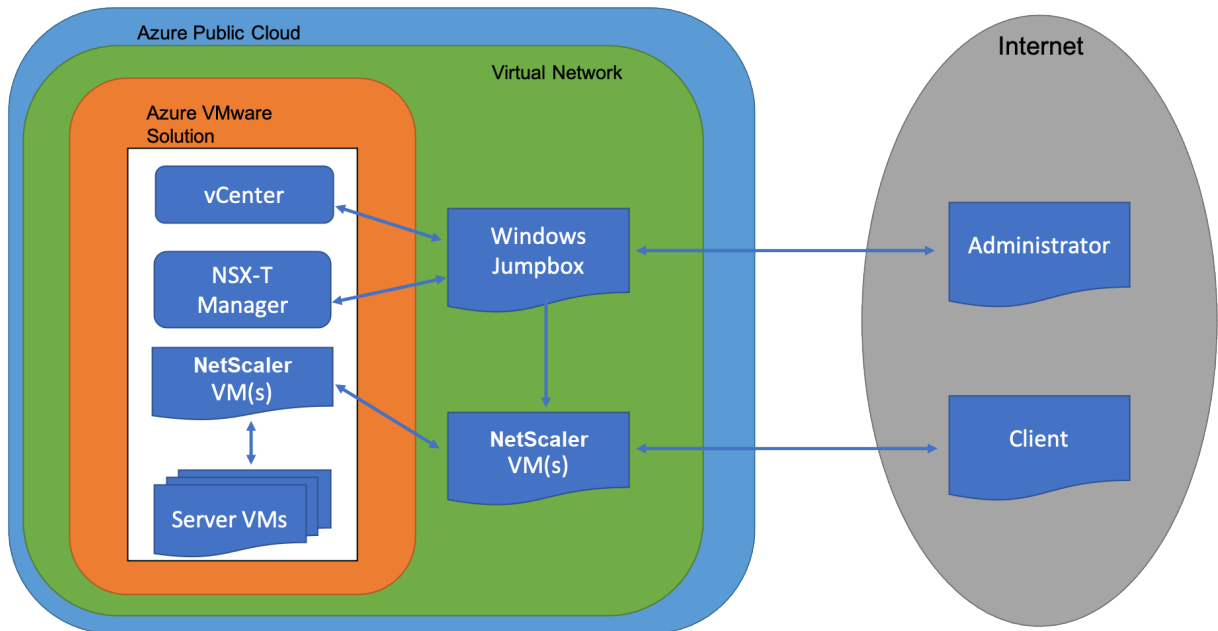 Azure Public Cloud
Virtual Network
Internet
Azure VMware
Solution
vCenter
NSX-T
Manager
NetScaler
VM(s)
Server VMs
Windows
Jumpbox
NetScaler
VM(s)
Administrator
Client